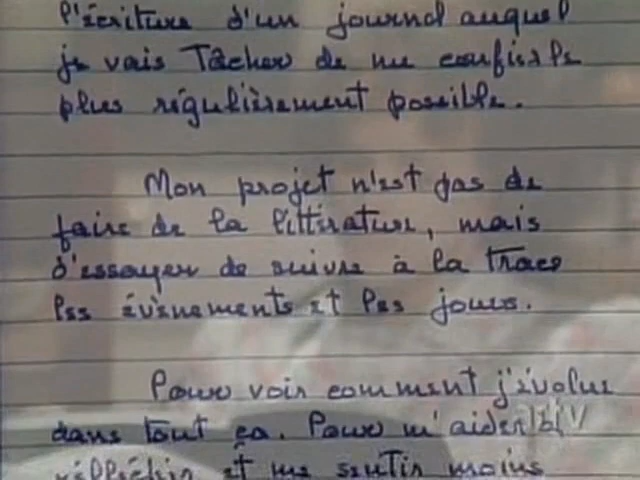 l'écriture d'un journal auquel
je vais tâcher de me confier le
plus régulièrement possible.
Mon projet n'est pas de
faire de la littérature, mais
d'essayer de suivre à la trace
les évènements et les jours.
Pour voir comment j'évolue
dans tout ça. Pour m'aider à
réfléchir et me sentir moins